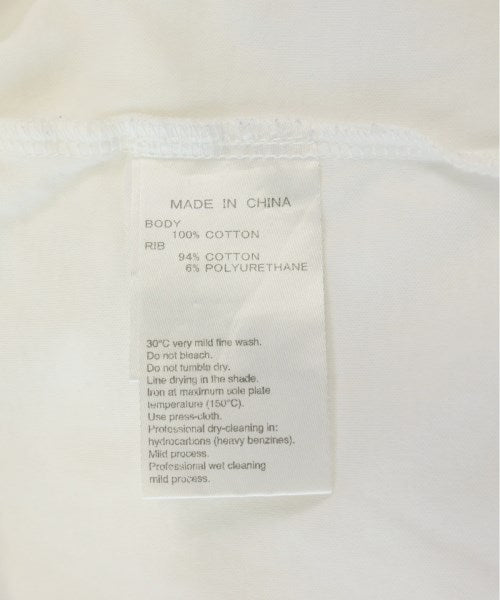 MADE IN CHINA
BODY
100% COTTON
RIB
94% COTTON
6% POLYURETHANE
30°C very mild fine wash.
Do not bleach.
Do not tumble dry.
Line drying in the shade.
Iron at maximum sole plate
temperature (150°C).
Use press-cloth.
Professional dry-cleaning in:
hydrocarbons (heavy benzines).
Mild process.
Professional wet cleaning
mild process.